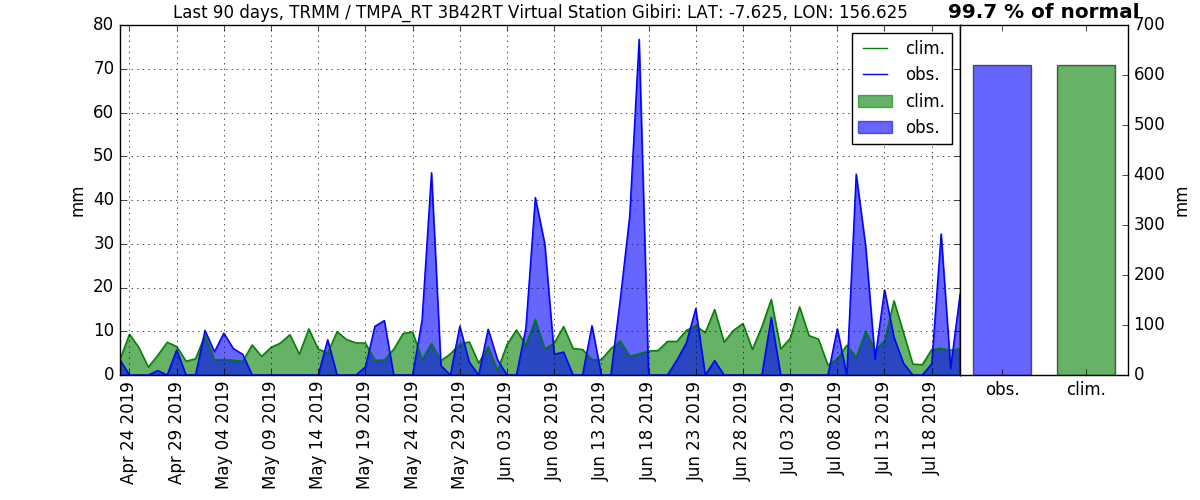 Last 90 days, TRMM / TMPA_RT 3B42RT Virtual Station Gibiri: LAT: -7.625, LON: 156.625
99.7 % of normal
80
70
60
50
40
30
20
10
0
mm
clim.
obs.
clim.
obs.
700
600
500
400
300
200
100
0
mm
Apr 24 2019
Apr 29 2019
May 04 2019
May 09 2019
May 14 2019
May 19 2019
May 24 2019
May 29 2019
Jun 03 2019
Jun 08 2019
Jun 13 2019
Jun 18 2019
Jun 23 2019
Jun 28 2019
Jul 03 2019
Jul 08 2019
Jul 13 2019
Jul 18 2019
obs.
clim.